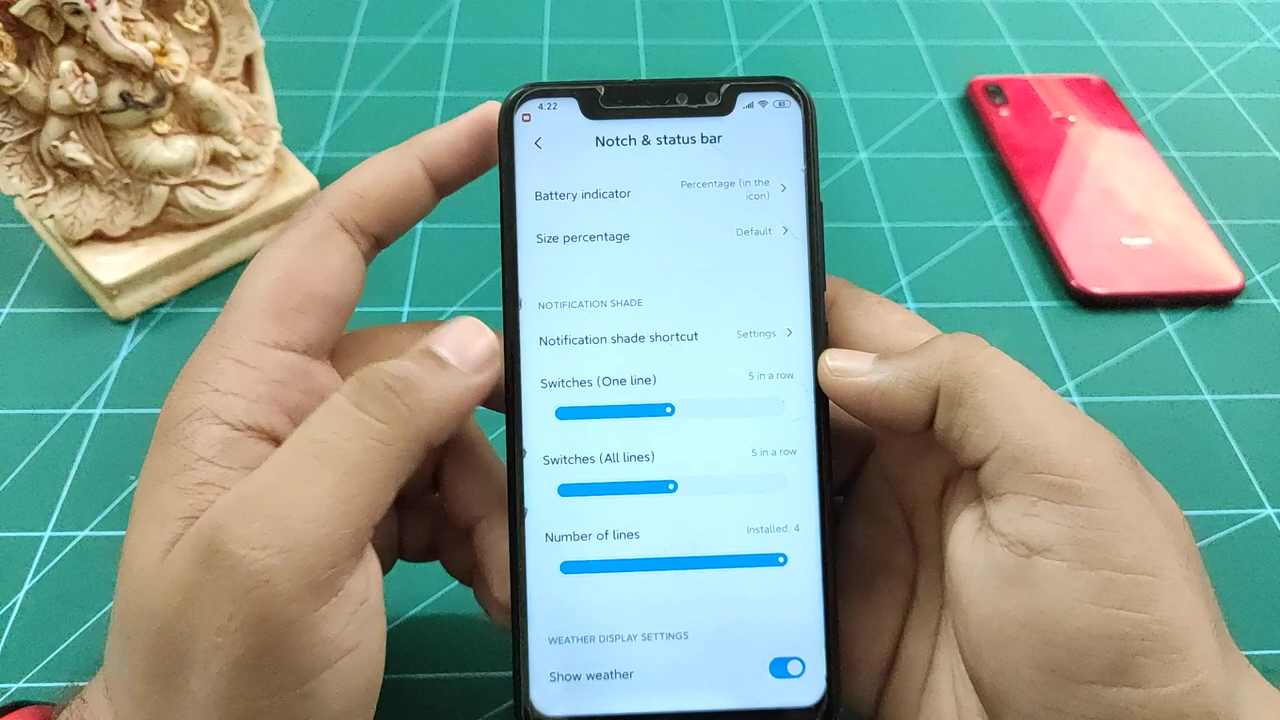 4:22
83
Notch & status bar
Battery indicator
Percentage (in the
icon)
Size percentage
Default
NOTIFICATION SHADE
Notification shade shortcut
Settings
Switches (One line)
5 in a row
Switches (All lines)
5 in a row
Number of lines
Installed: 4
WEATHER DISPLAY SETTINGS
Show weather